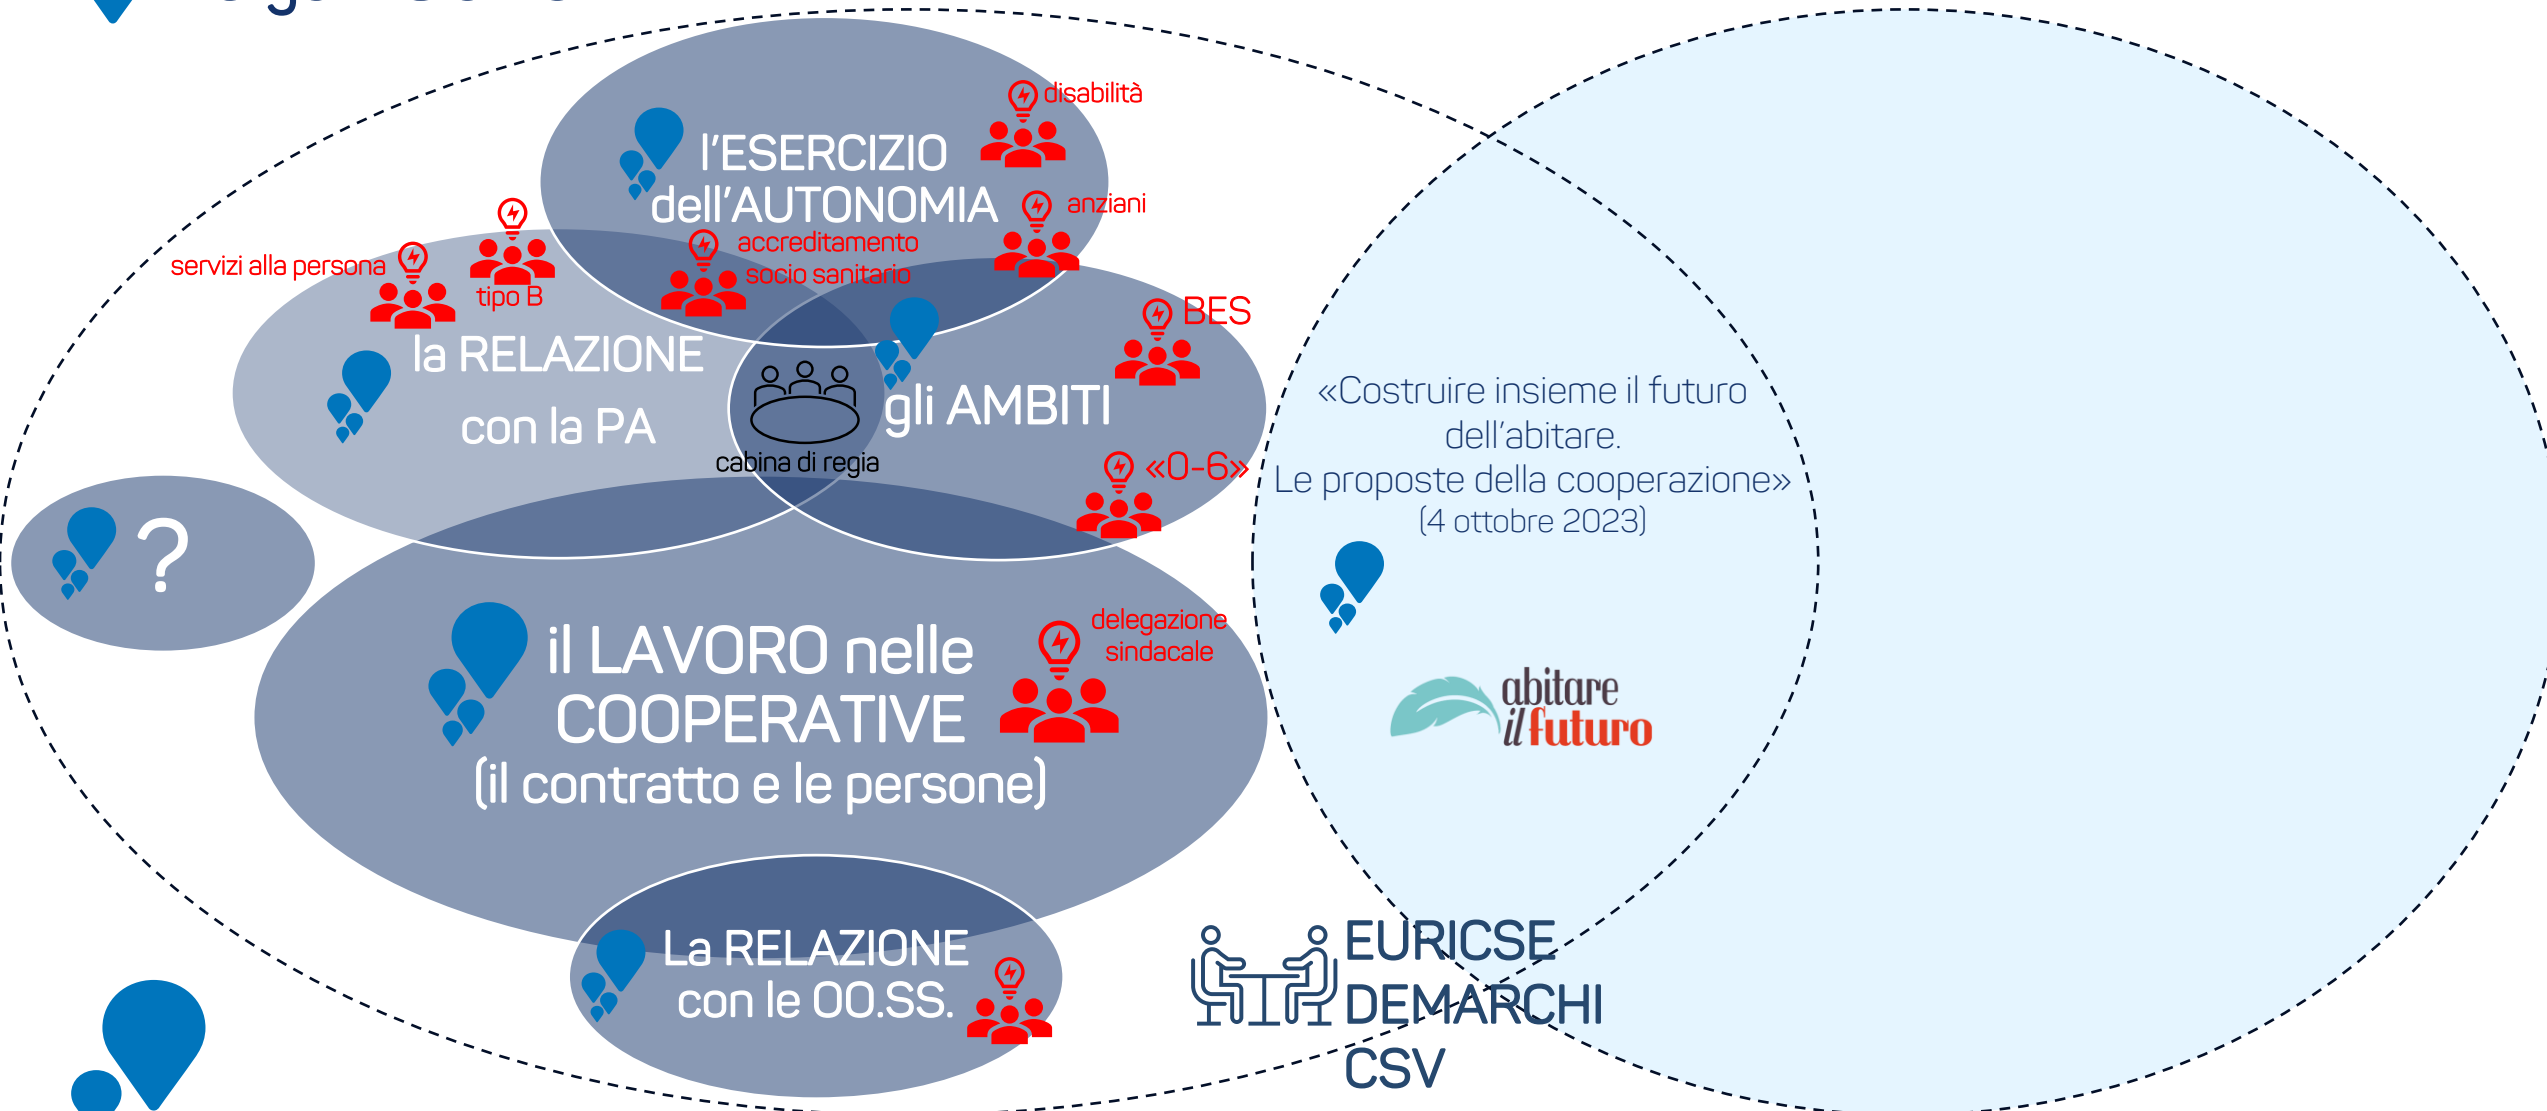 disabilità
l'ESERCIZIO
dell'AUTONOMIA
anziani
accreditamento
socio sanitario
servizi alla persona
tipo B
la RELAZIONE
con la PA
BES
gli AMBITI
cabina di regia
«0-6»
?
il LAVORO nelle
COOPERATIVE
(il contratto e le persone)
delegazione
sindacale
La RELAZIONE
con le OO.SS.
«Costruire insieme il futuro
dell'abitare.
Le proposte della cooperazione»
(4 ottobre 2023)
abitare
il futuro
EURICSE
DEMARCHI
CSV